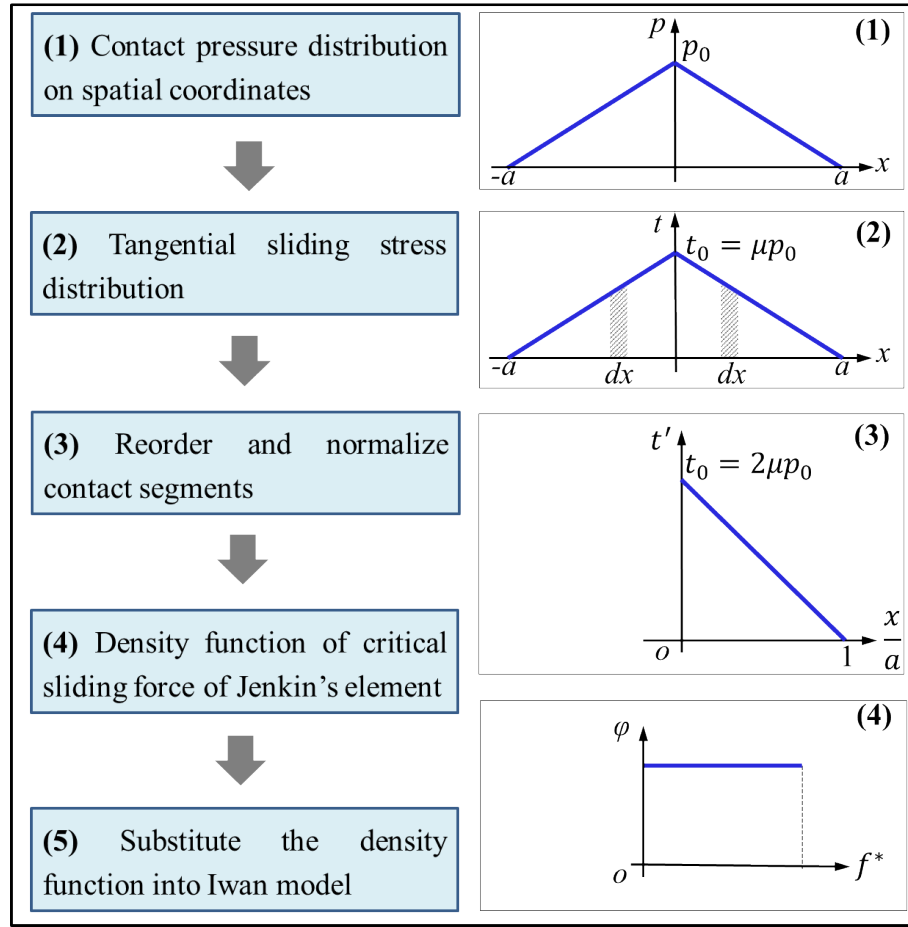 (1) Contact pressure distribution
on spatial coordinates
(2) Tangential sliding stress
distribution
(3) Reorder and normalize
contact segments
(4) Density function of critical
sliding force of Jenkin's element
(5) Substitute the density
function into Iwan model
(1)
p
p₀
-a a x
(2)
t
t₀ = μp₀
-a dx dx a x
(3)
t′
t₀ = 2μp₀
o 1 x/a
(4)
φ
o f*